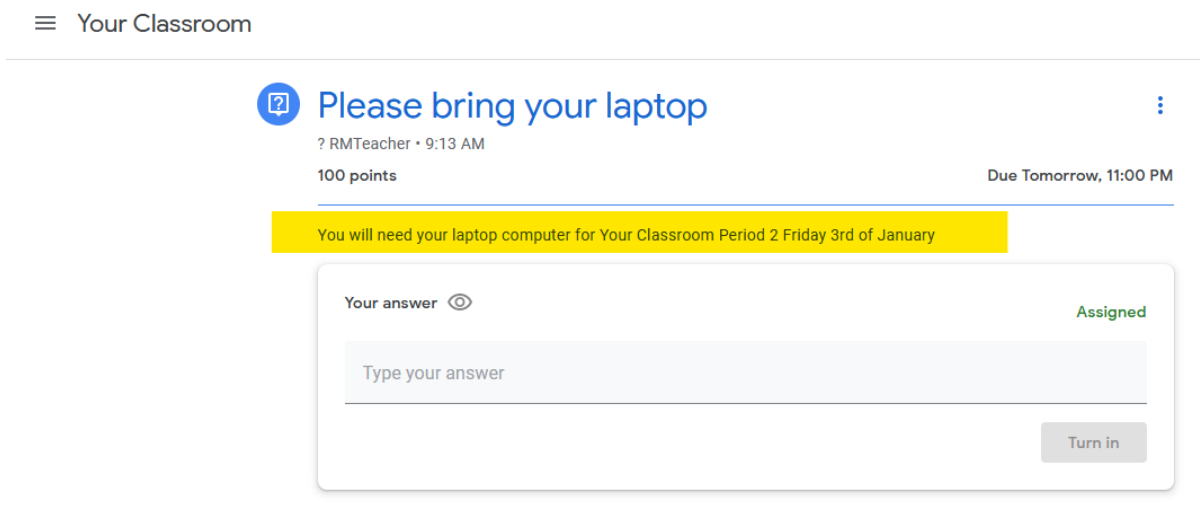 Your Classroom
Please bring your laptop
? RMTeacher • 9:13 AM
100 points
Due Tomorrow, 11:00 PM
You will need your laptop computer for Your Classroom Period 2 Friday 3rd of January
Your answer
Assigned
Type your answer
Turn in